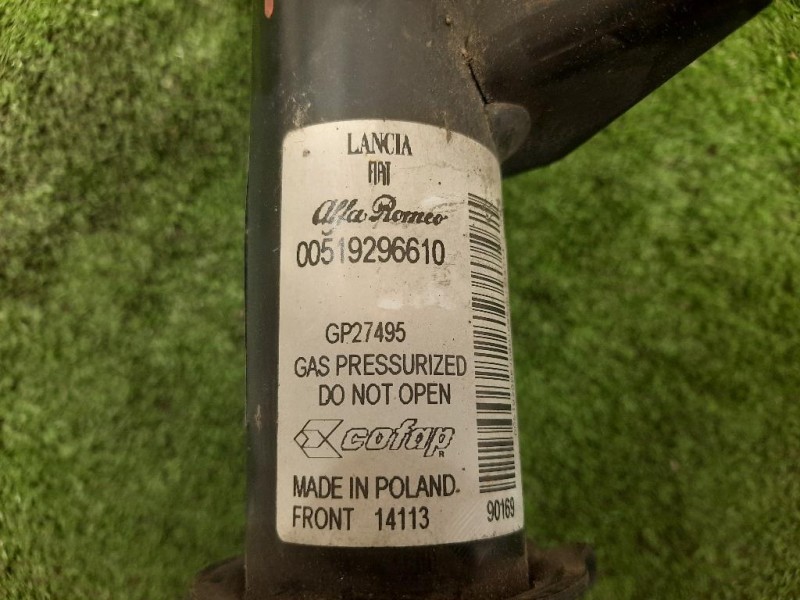 LANCIA
FIAT
Alfa Romeo
00519296610
GP27495
GAS PRESSURIZED
DO NOT OPEN
cofap
R
MADE IN POLAND.
FRONT 14113
90169